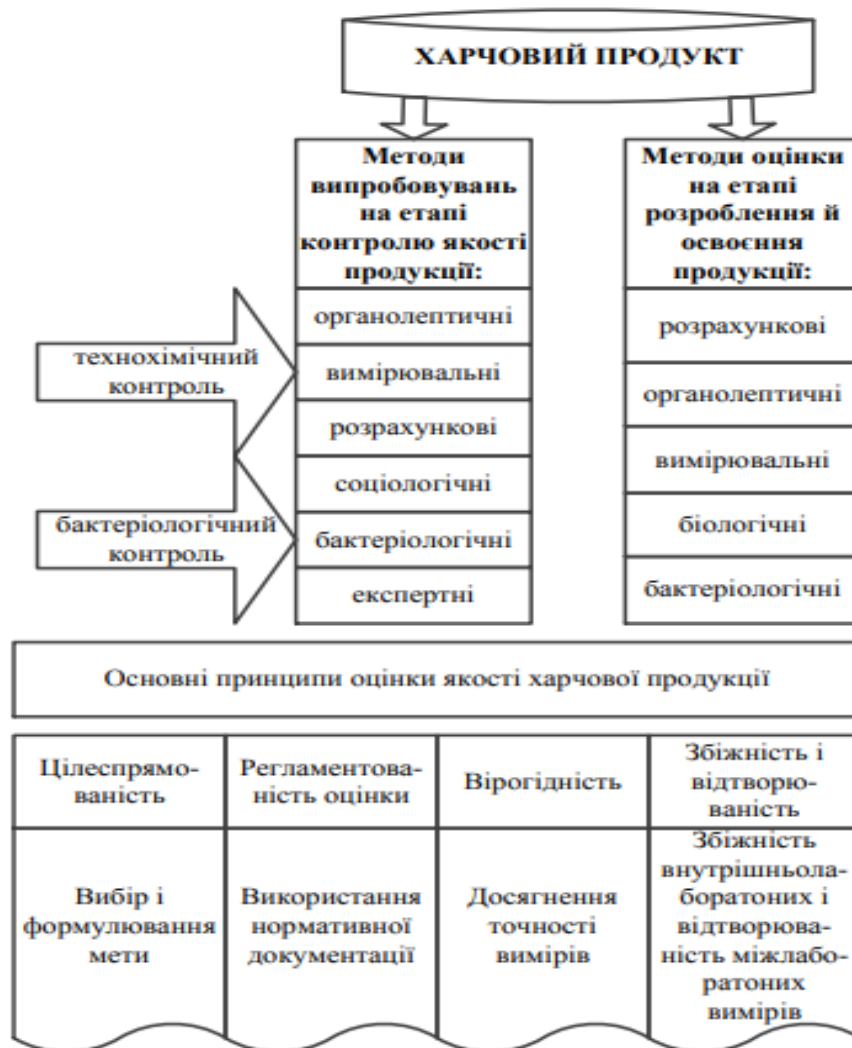 ХАРЧОВИЙ ПРОДУКТ
Методи
випробовувань
на етапі
контролю якості
продукції:
органолептичні
вимірювальні
розрахункові
соціологічні
бактеріологічні
експертні
технохімічний
контроль
бактеріологічний
контроль
Методи оцінки
на етапі
розроблення й
освоєння
продукції:
розрахункові
органолептичні
вимірювальні
біологічні
бактеріологічні
Основні принципи оцінки якості харчової продукції
Цілеспрямо-
ваність
Регламентова-
ність оцінки
Вірогідність
Збіжність і
відтворю-
ваність
Вибір і
формулювання
мети
Використання
нормативної
документації
Досягнення
точності
вимірів
Збіжність
внутрішньола-
боратоних і
відтворюва-
ність міжлабо-
ратоних
вимірів